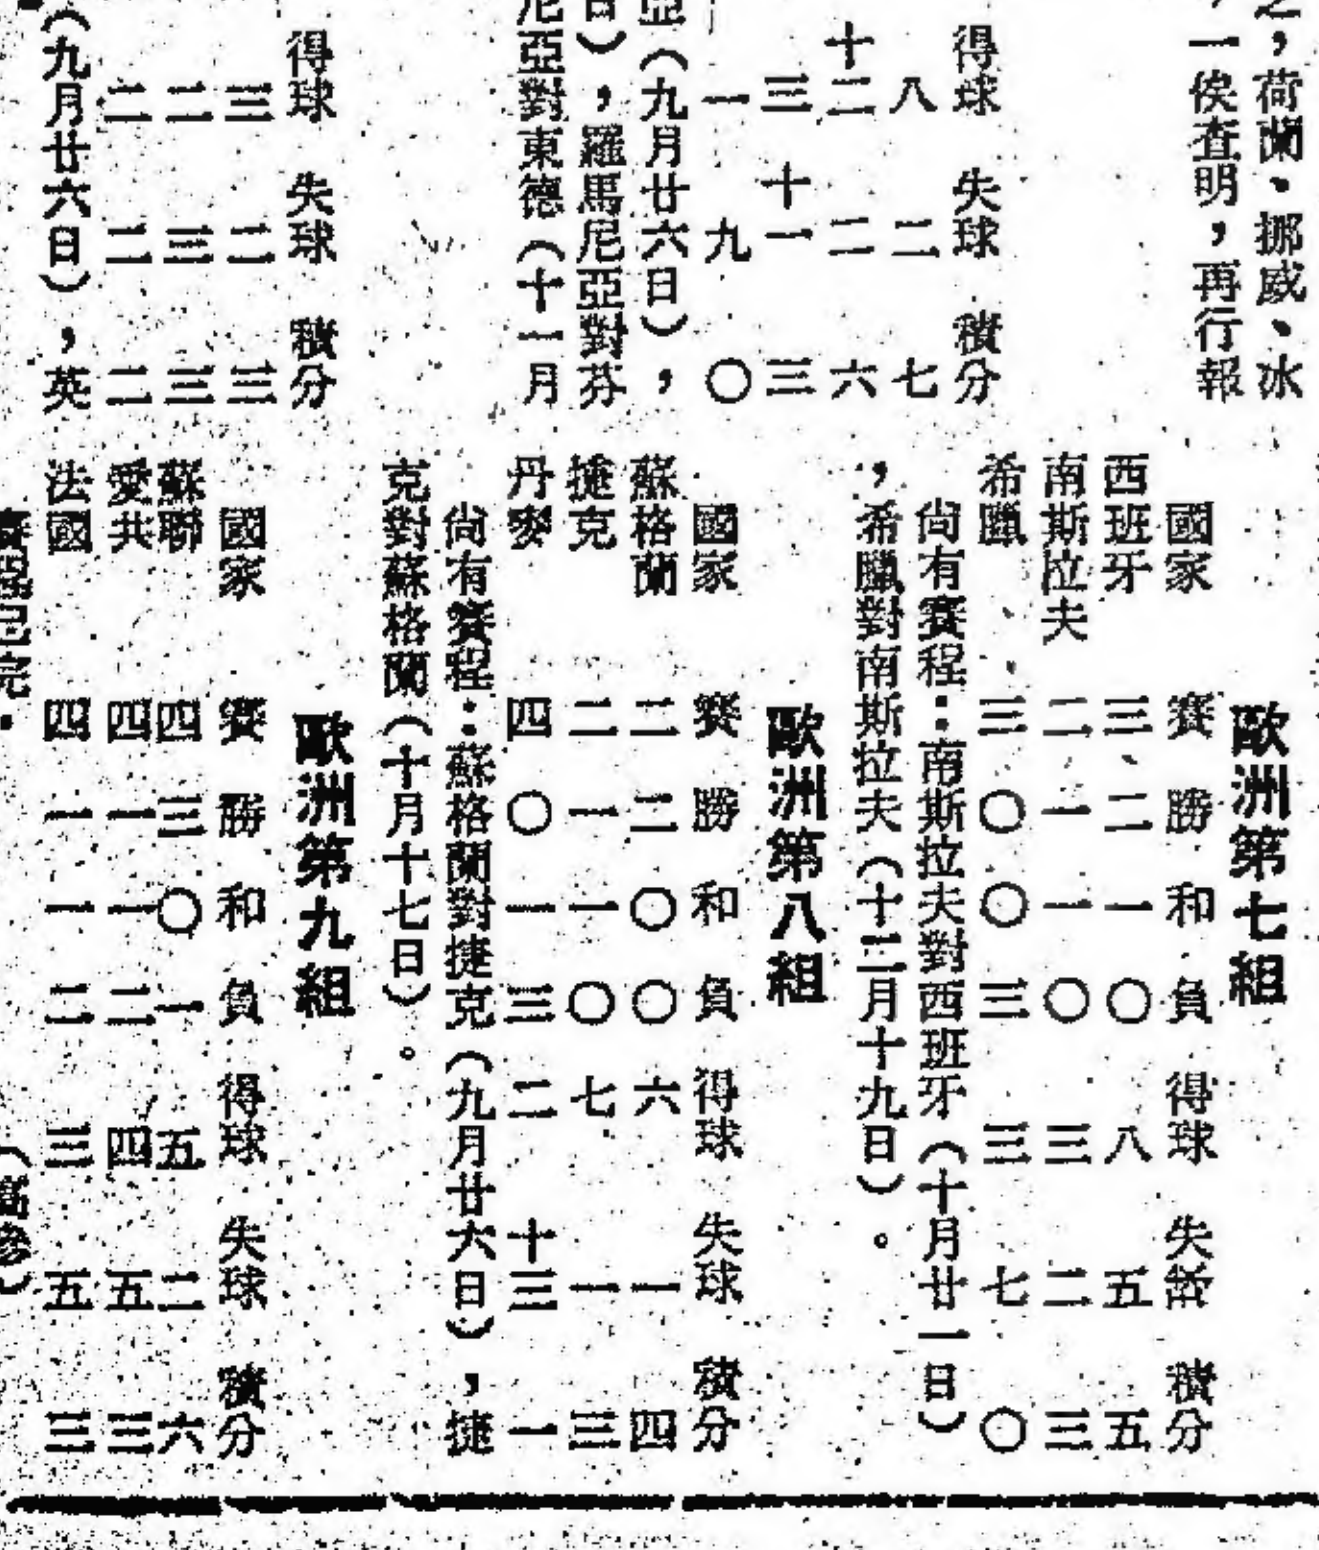 之,荷蘭、挪威、冰
,一俟查明,再行報
得球 失球 積分
八 二 七
十二 二 六
三 十一 三
一 九 〇
亞(九月廿六日),
日),羅馬尼亞對芬
尼亞對東德(十一月
得球 失球 積分
三 二 三
二 三 三
二 二 二
(九月廿六日),英
歐洲第七組
國家 賽 勝 和 負 得球 失球 積分
西班牙 三 二 一 〇 八 五 五
南斯拉夫 二 一 一 〇 三 二 三
希臘 三 〇 〇 三 三 七 〇
尚有賽程:南斯拉夫對西班牙(十月廿一日)
,希臘對南斯拉夫(十二月十九日)。
歐洲第八組
國家 賽 勝 和 負 得球 失球 積分
蘇格蘭 二 二 〇 〇 六 一 四
捷克 二 一 一 〇 七 一 三
丹麥 四 〇 一 三 二 十三 一
尚有賽程:蘇格蘭對捷克(九月廿六日),捷
克對蘇格蘭(十月十七日)。
歐洲第九組
國家 賽 勝 和 負 得球 失球 積分
蘇聯 四 三 〇 一 五 二 六
愛共 四 一 一 二 四 五 三
法國 四 一 一 二 三 五 三
賽程已完。